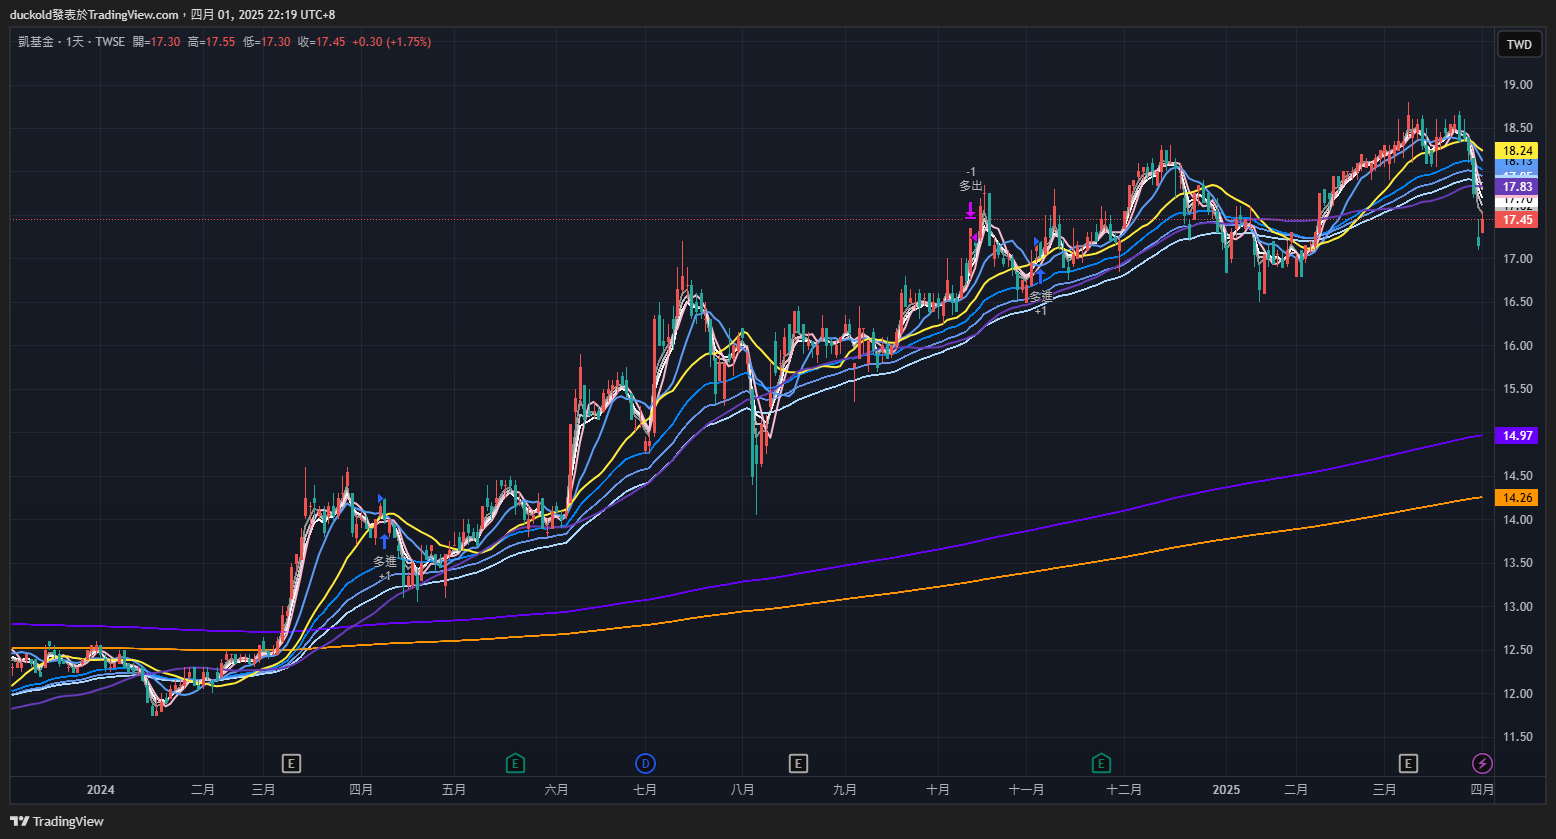 duckold發表於TradingView.com，四月 01, 2025 22:19 UTC+8
凱基金 · 1天 · TWSE 開=17.30 高=17.55 低=17.30 收=17.45 +0.30 (+1.75%)
TWD
19.00
18.50
18.24
18.13
17.83
17.70
17.45
17.00
16.50
16.00
15.50
14.97
14.50
14.26
14.00
13.50
13.00
12.50
12.00
11.50
-1
多出
多進
+1
多進
+1
E
E
D
E
E
E
2024 二月 三月 四月 五月 六月 七月 八月 九月 十月 十一月 十二月 2025 二月 三月 四月
TradingView